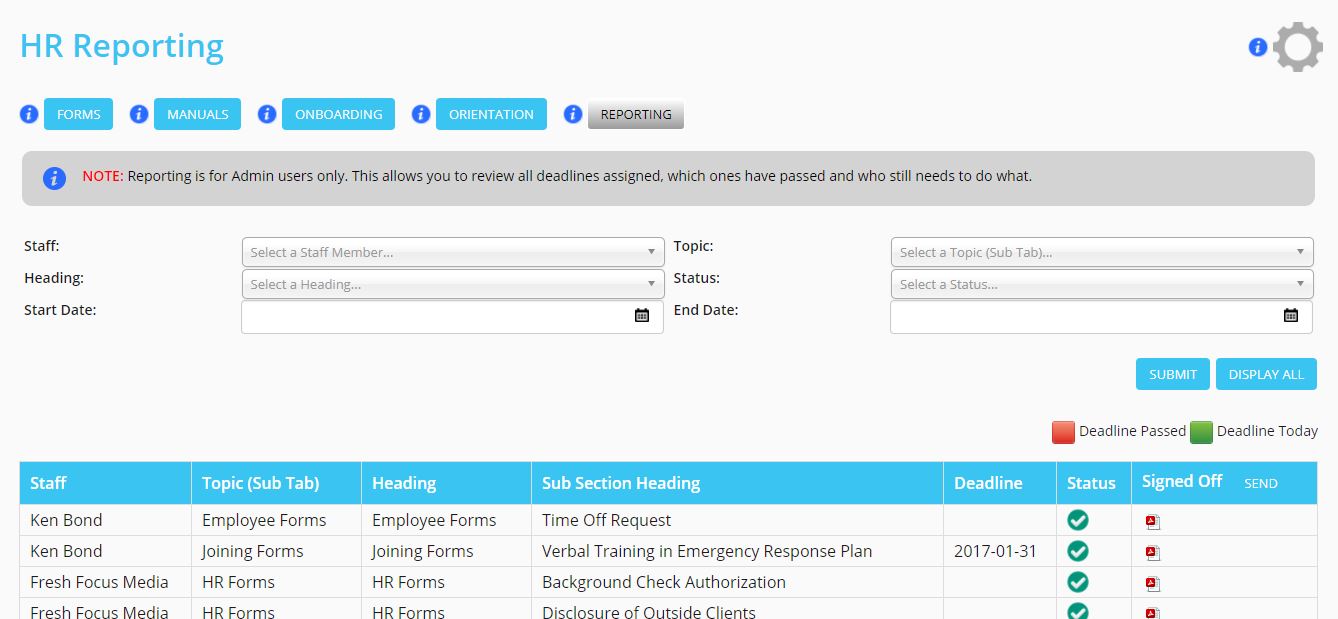 HR Reporting
FORMS MANUALS ONBOARDING ORIENTATION REPORTING
NOTE: Reporting is for Admin users only. This allows you to review all deadlines assigned, which ones have passed and who still needs to do what.
Staff: Select a Staff Member... Topic: Select a Topic (Sub Tab)...
Heading: Select a Heading... Status: Select a Status...
Start Date: End Date:
SUBMIT DISPLAY ALL
Deadline Passed Deadline Today
Staff Topic (Sub Tab) Heading Sub Section Heading Deadline Status Signed Off SEND
Ken Bond Employee Forms Employee Forms Time Off Request
Ken Bond Joining Forms Joining Forms Verbal Training in Emergency Response Plan 2017-01-31
Fresh Focus Media HR Forms HR Forms Background Check Authorization
Fresh Focus Media HR Forms HR Forms Disclosure of Outside Clients